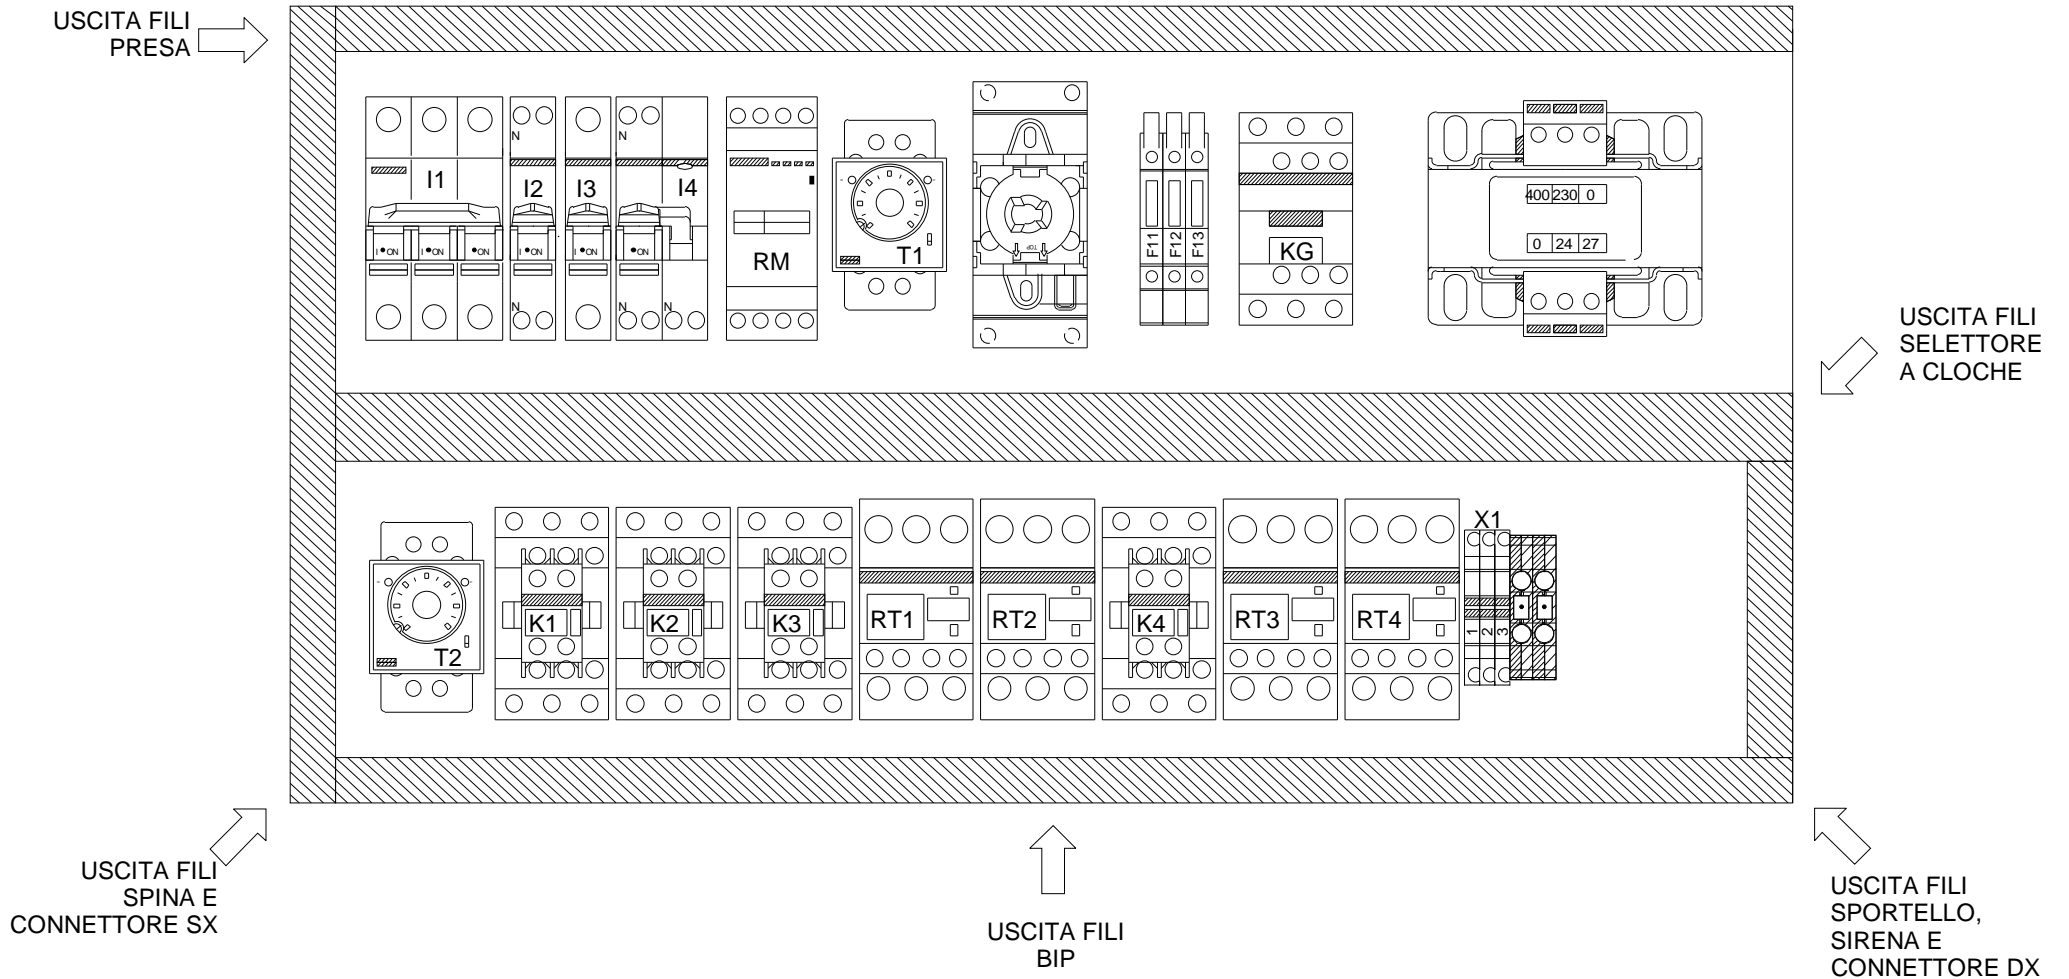 USCITA FILI
PRESA
N
N
I1
I2
I3
I4
I ON
I ON
I ON
I ON
I ON
I ON
N
N
N
RM
T1
TOP
F11
F12
F13
KG
400 230 0
0 24 27
USCITA FILI
SELETTORE
A CLOCHE
T2
K1
K2
K3
RT1
RT2
K4
RT3
RT4
X1
1
2
3
USCITA FILI
SPINA E
CONNETTORE SX
USCITA FILI
BIP
USCITA FILI
SPORTELLO,
SIRENA E
CONNETTORE DX